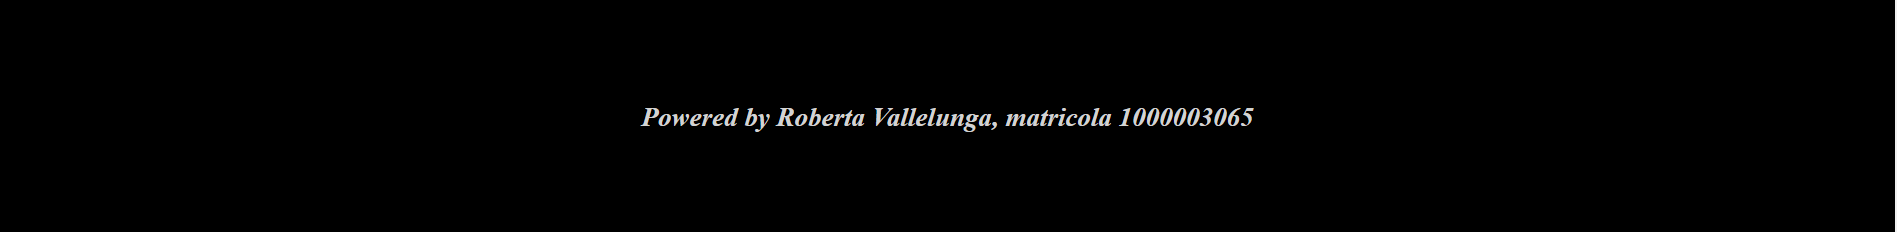 Powered by Roberta Vallelunga, matricola 1000003065